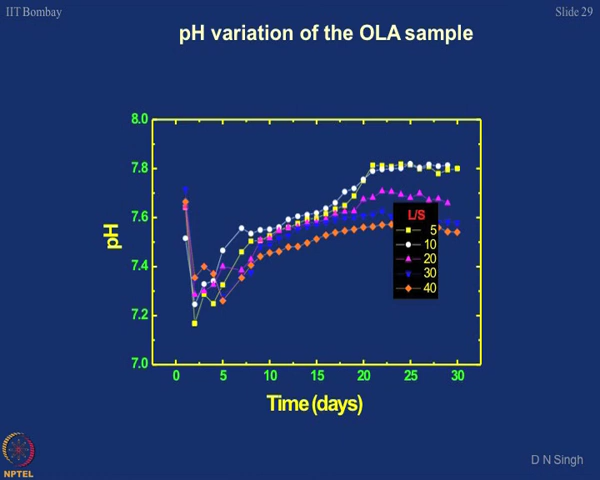 IIT Bombay
Slide 29
pH variation of the OLA sample
8.0
7.8
7.6
7.4
7.2
7.0
pH
L/S
5
10
20
30
40
0 5 10 15 20 25 30
Time (days)
NPTEL
D N Singh